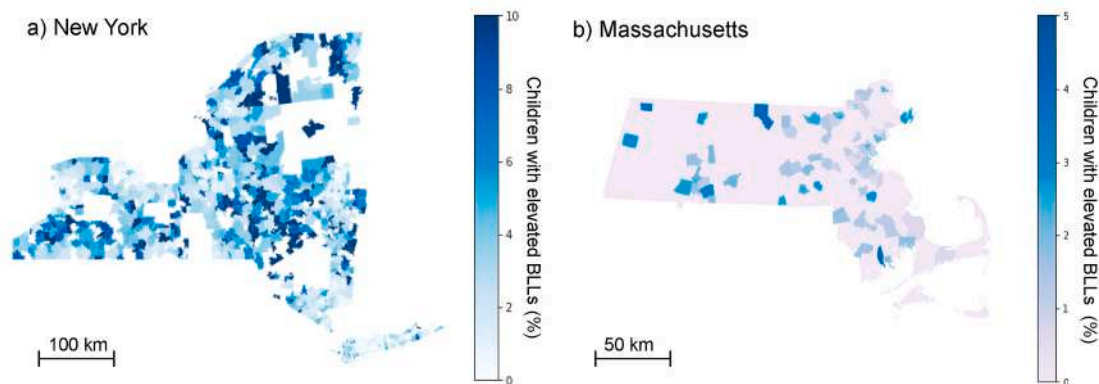 a) New York
10
8
6
4
2
0
Children with elevated BLLs (%)
100 km
b) Massachusetts
5
4
3
2
1
0
Children with elevated BLLs (%)
50 km